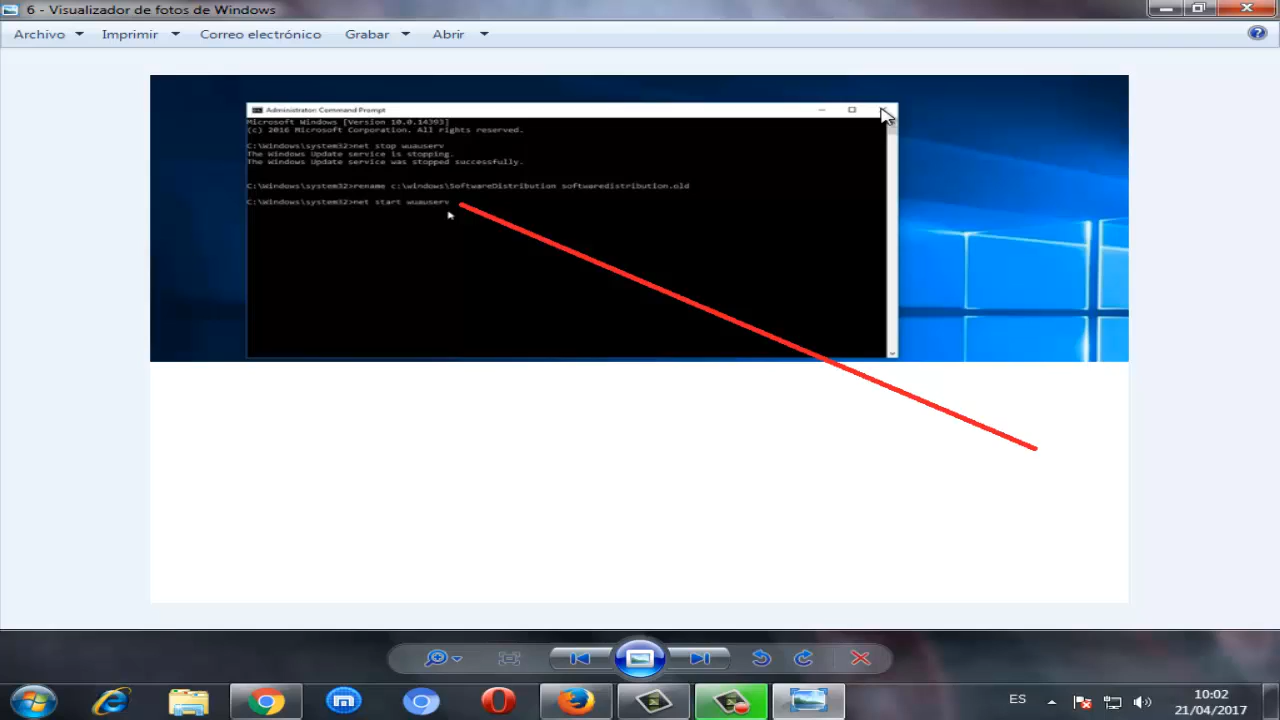 6 - Visualizador de fotos de Windows
Archivo Imprimir Correo electrónico Grabar Abrir
Administrator: Command Prompt
Microsoft Windows [Version 10.0.14393]
(c) 2016 Microsoft Corporation. All rights reserved.
C:\Windows\system32>net stop wuauserv
The Windows Update service is stopping.
The Windows Update service was stopped successfully.
C:\Windows\system32>rename c:\windows\SoftwareDistribution softwaredistribution.old
C:\Windows\system32>net start wuauserv
ES
10:02
21/04/2017